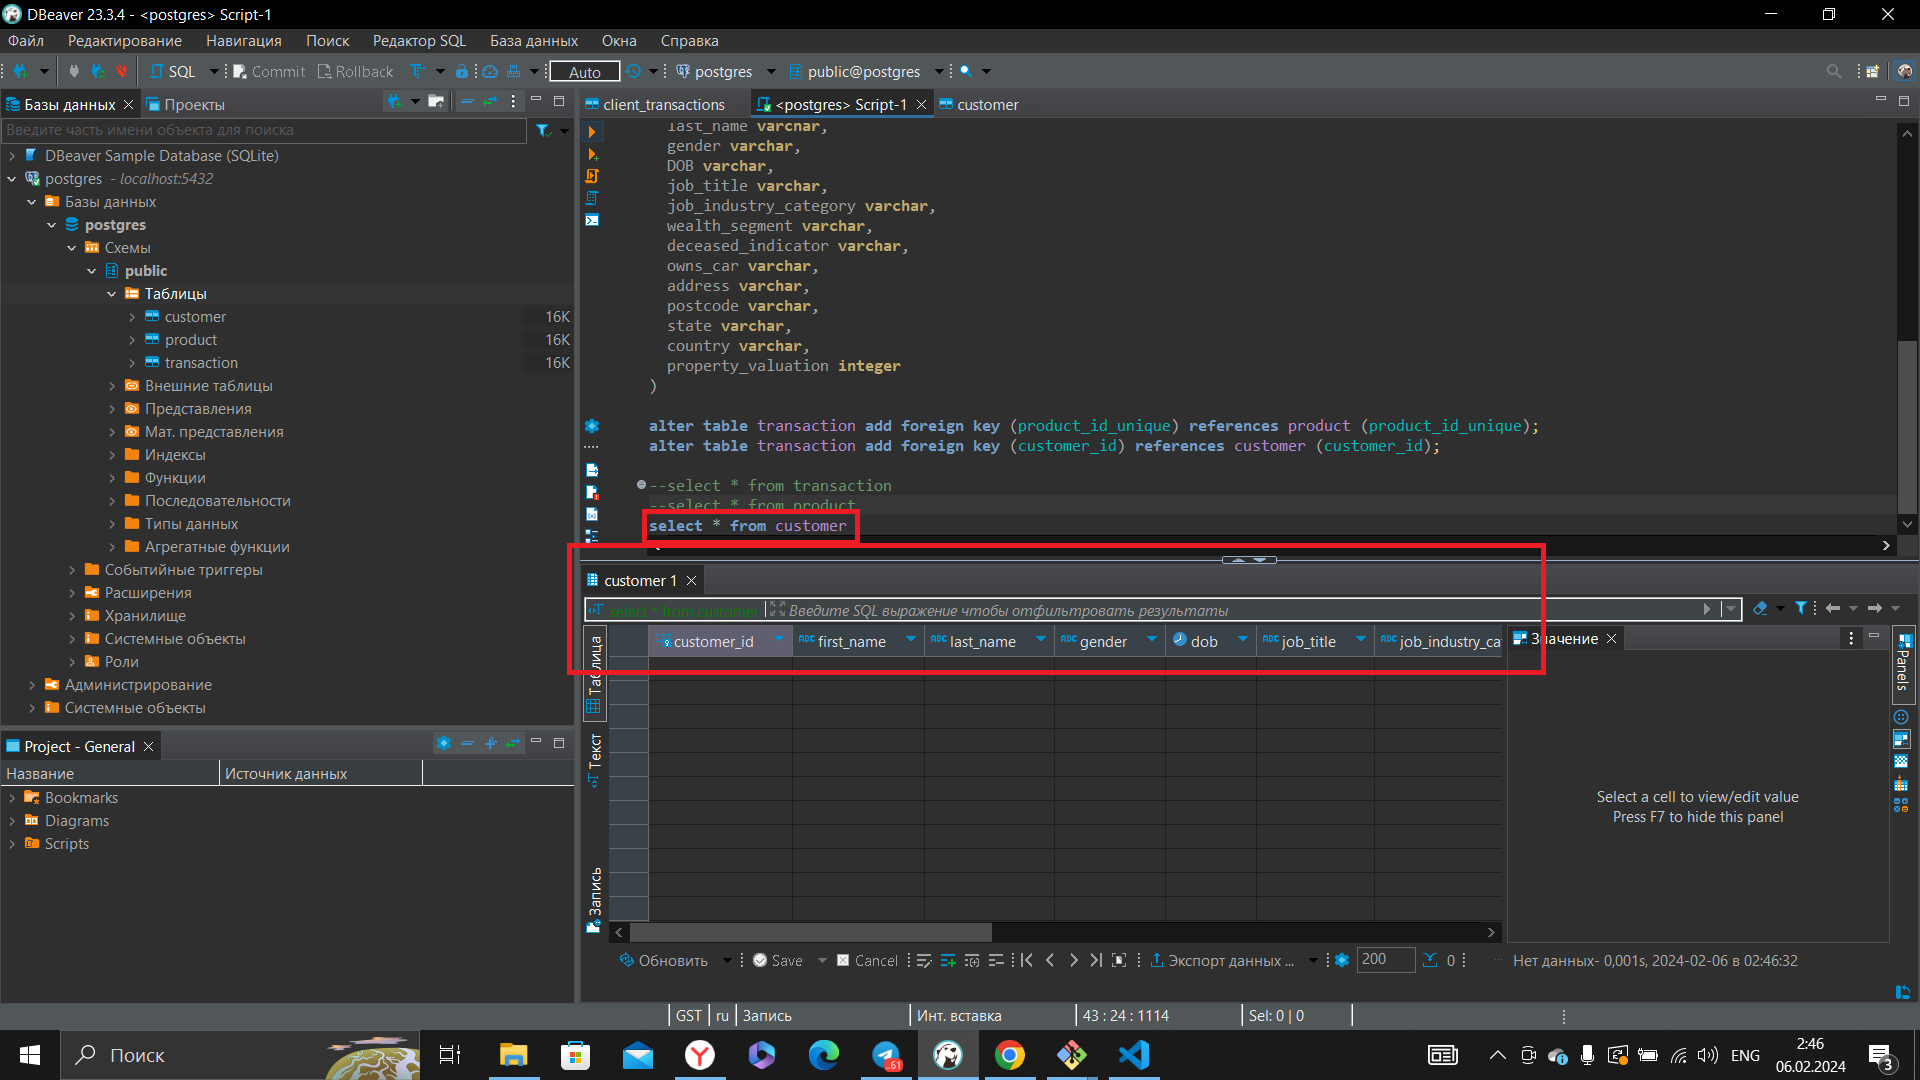 DBeaver 23.3.4 - <postgres> Script-1
Файл Редактирование Навигация Поиск Редактор SQL База данных Окна Справка
SQL Commit Rollback Auto postgres public@postgres
Базы данных Проекты
Введите часть имени объекта для поиска
DBeaver Sample Database (SQLite)
postgres - localhost:5432
Базы данных
postgres
Схемы
public
Таблицы
customer 16K
product 16K
transaction 16K
Внешние таблицы
Представления
Мат. представления
Индексы
Функции
Последовательности
Типы данных
Агрегатные функции
Событийные триггеры
Расширения
Хранилище
Системные объекты
Роли
Администрирование
Системные объекты
Project - General
Название Источник данных
Bookmarks
Diagrams
Scripts
client_transactions <postgres> Script-1 customer
last_name varchar,
gender varchar,
DOB varchar,
job_title varchar,
job_industry_category varchar,
wealth_segment varchar,
deceased_indicator varchar,
owns_car varchar,
address varchar,
postcode varchar,
state varchar,
country varchar,
property_valuation integer
)
alter table transaction add foreign key (product_id_unique) references product (product_id_unique);
alter table transaction add foreign key (customer_id) references customer (customer_id);
--select * from transaction
--select * from product
select * from customer
customer 1
select * from customer Введите SQL выражение чтобы отфильтровать результаты
customer_id first_name last_name gender dob job_title job_industry_ca
Таблица
Текст
Запись
Значение
Panels
Select a cell to view/edit value
Press F7 to hide this panel
Обновить Save Cancel Экспорт данных ... 200 0 Нет данных- 0,001s, 2024-02-06 в 02:46:32
GST ru Запись Инт. вставка 43 : 24 : 1114 Sel: 0 | 0
Поиск 61 ENG 2:46
06.02.2024 3